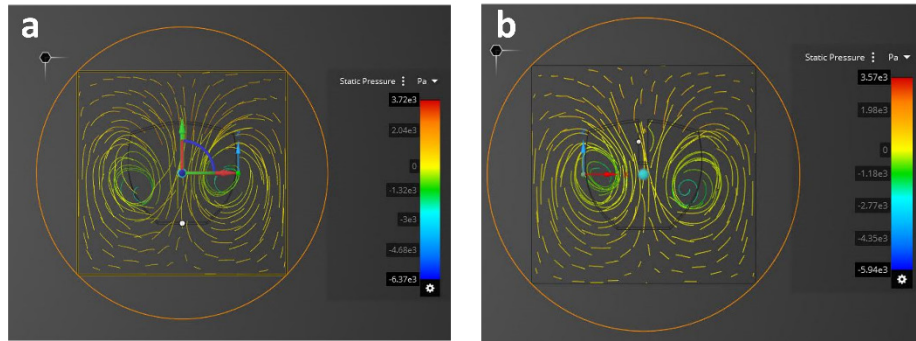 a
Static Pressure ⋮ Pa
3.72e3
2.04e3
0
-1.32e3
-3e3
-4.68e3
-6.37e3
b
Static Pressure ⋮ Pa
3.57e3
1.98e3
0
-1.18e3
-2.77e3
-4.35e3
-5.94e3